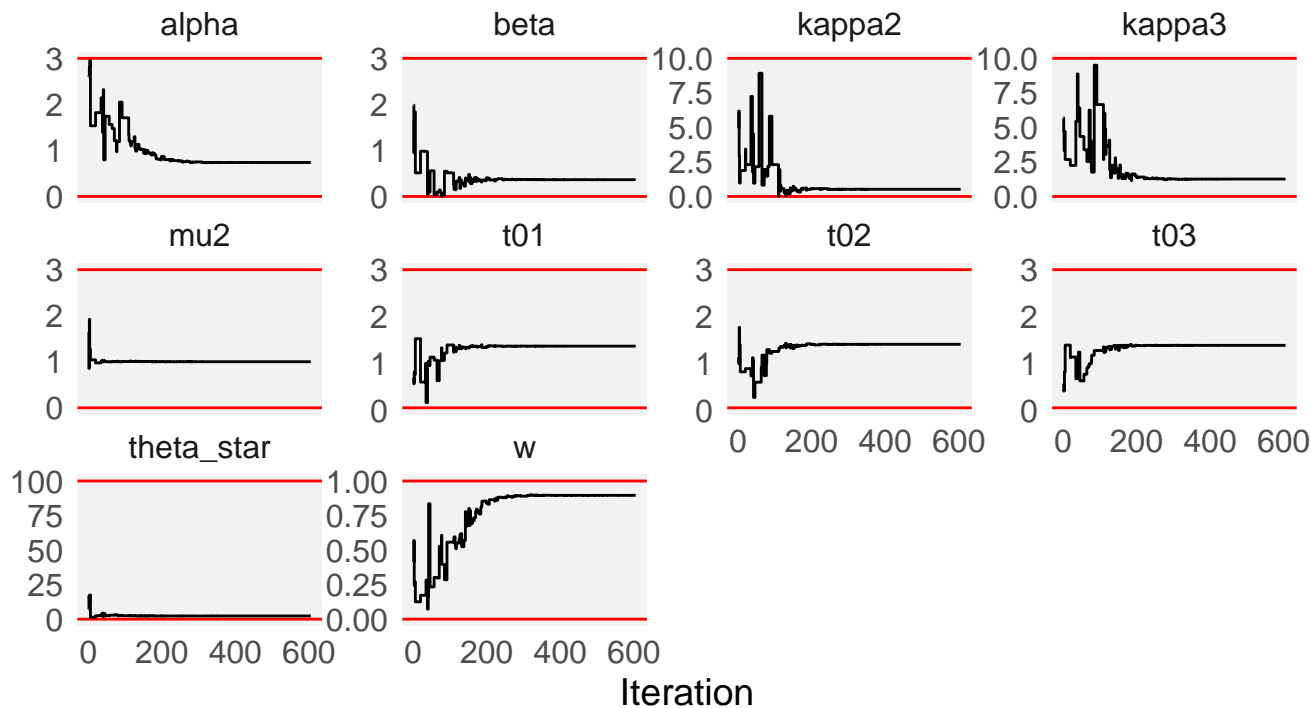 alpha beta kappa2 kappa3
3 3 10.0 10.0
2 2 7.5 7.5
1 1 5.0 5.0
0 0 2.5 2.5
0.0 0.0
mu2 t01 t02 t03
3 3 3 3
2 2 2 2
1 1 1 1
0 0 0 0
0 200 400 600 0 200 400 600
theta_star w
100 1.00
75 0.75
50 0.50
25 0.25
0 0.00
0 200 400 600 0 200 400 600
Iteration